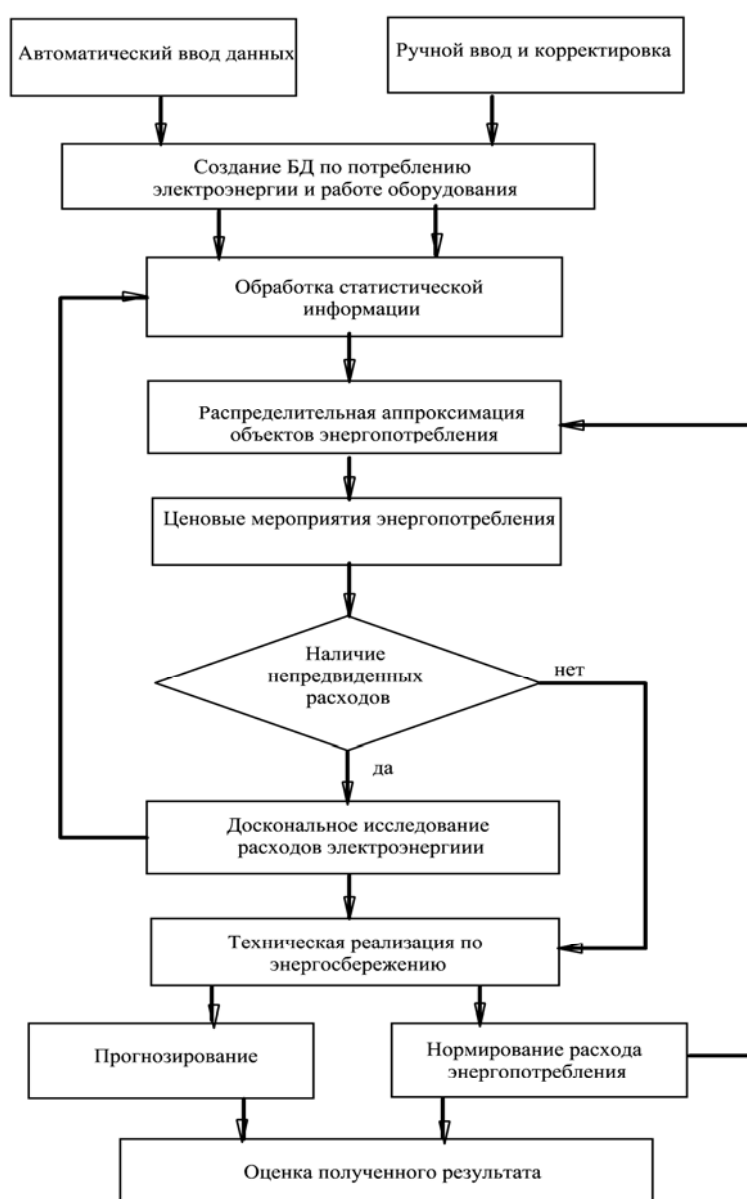 Автоматический ввод данных
Ручной ввод и корректировка
Создание БД по потреблению
электроэнергии и работе оборудования
Обработка статистической
информации
Распределительная аппроксимация
объектов энергопотребления
Ценовые мероприятия энергопотребления
Наличие
непредвиденных
расходов
нет
да
Доскональное исследование
расходов электроэнергиии
Техническая реализация по
энергосбережению
Прогнозирование
Нормирование расхода
энергопотребления
Оценка полученного результата